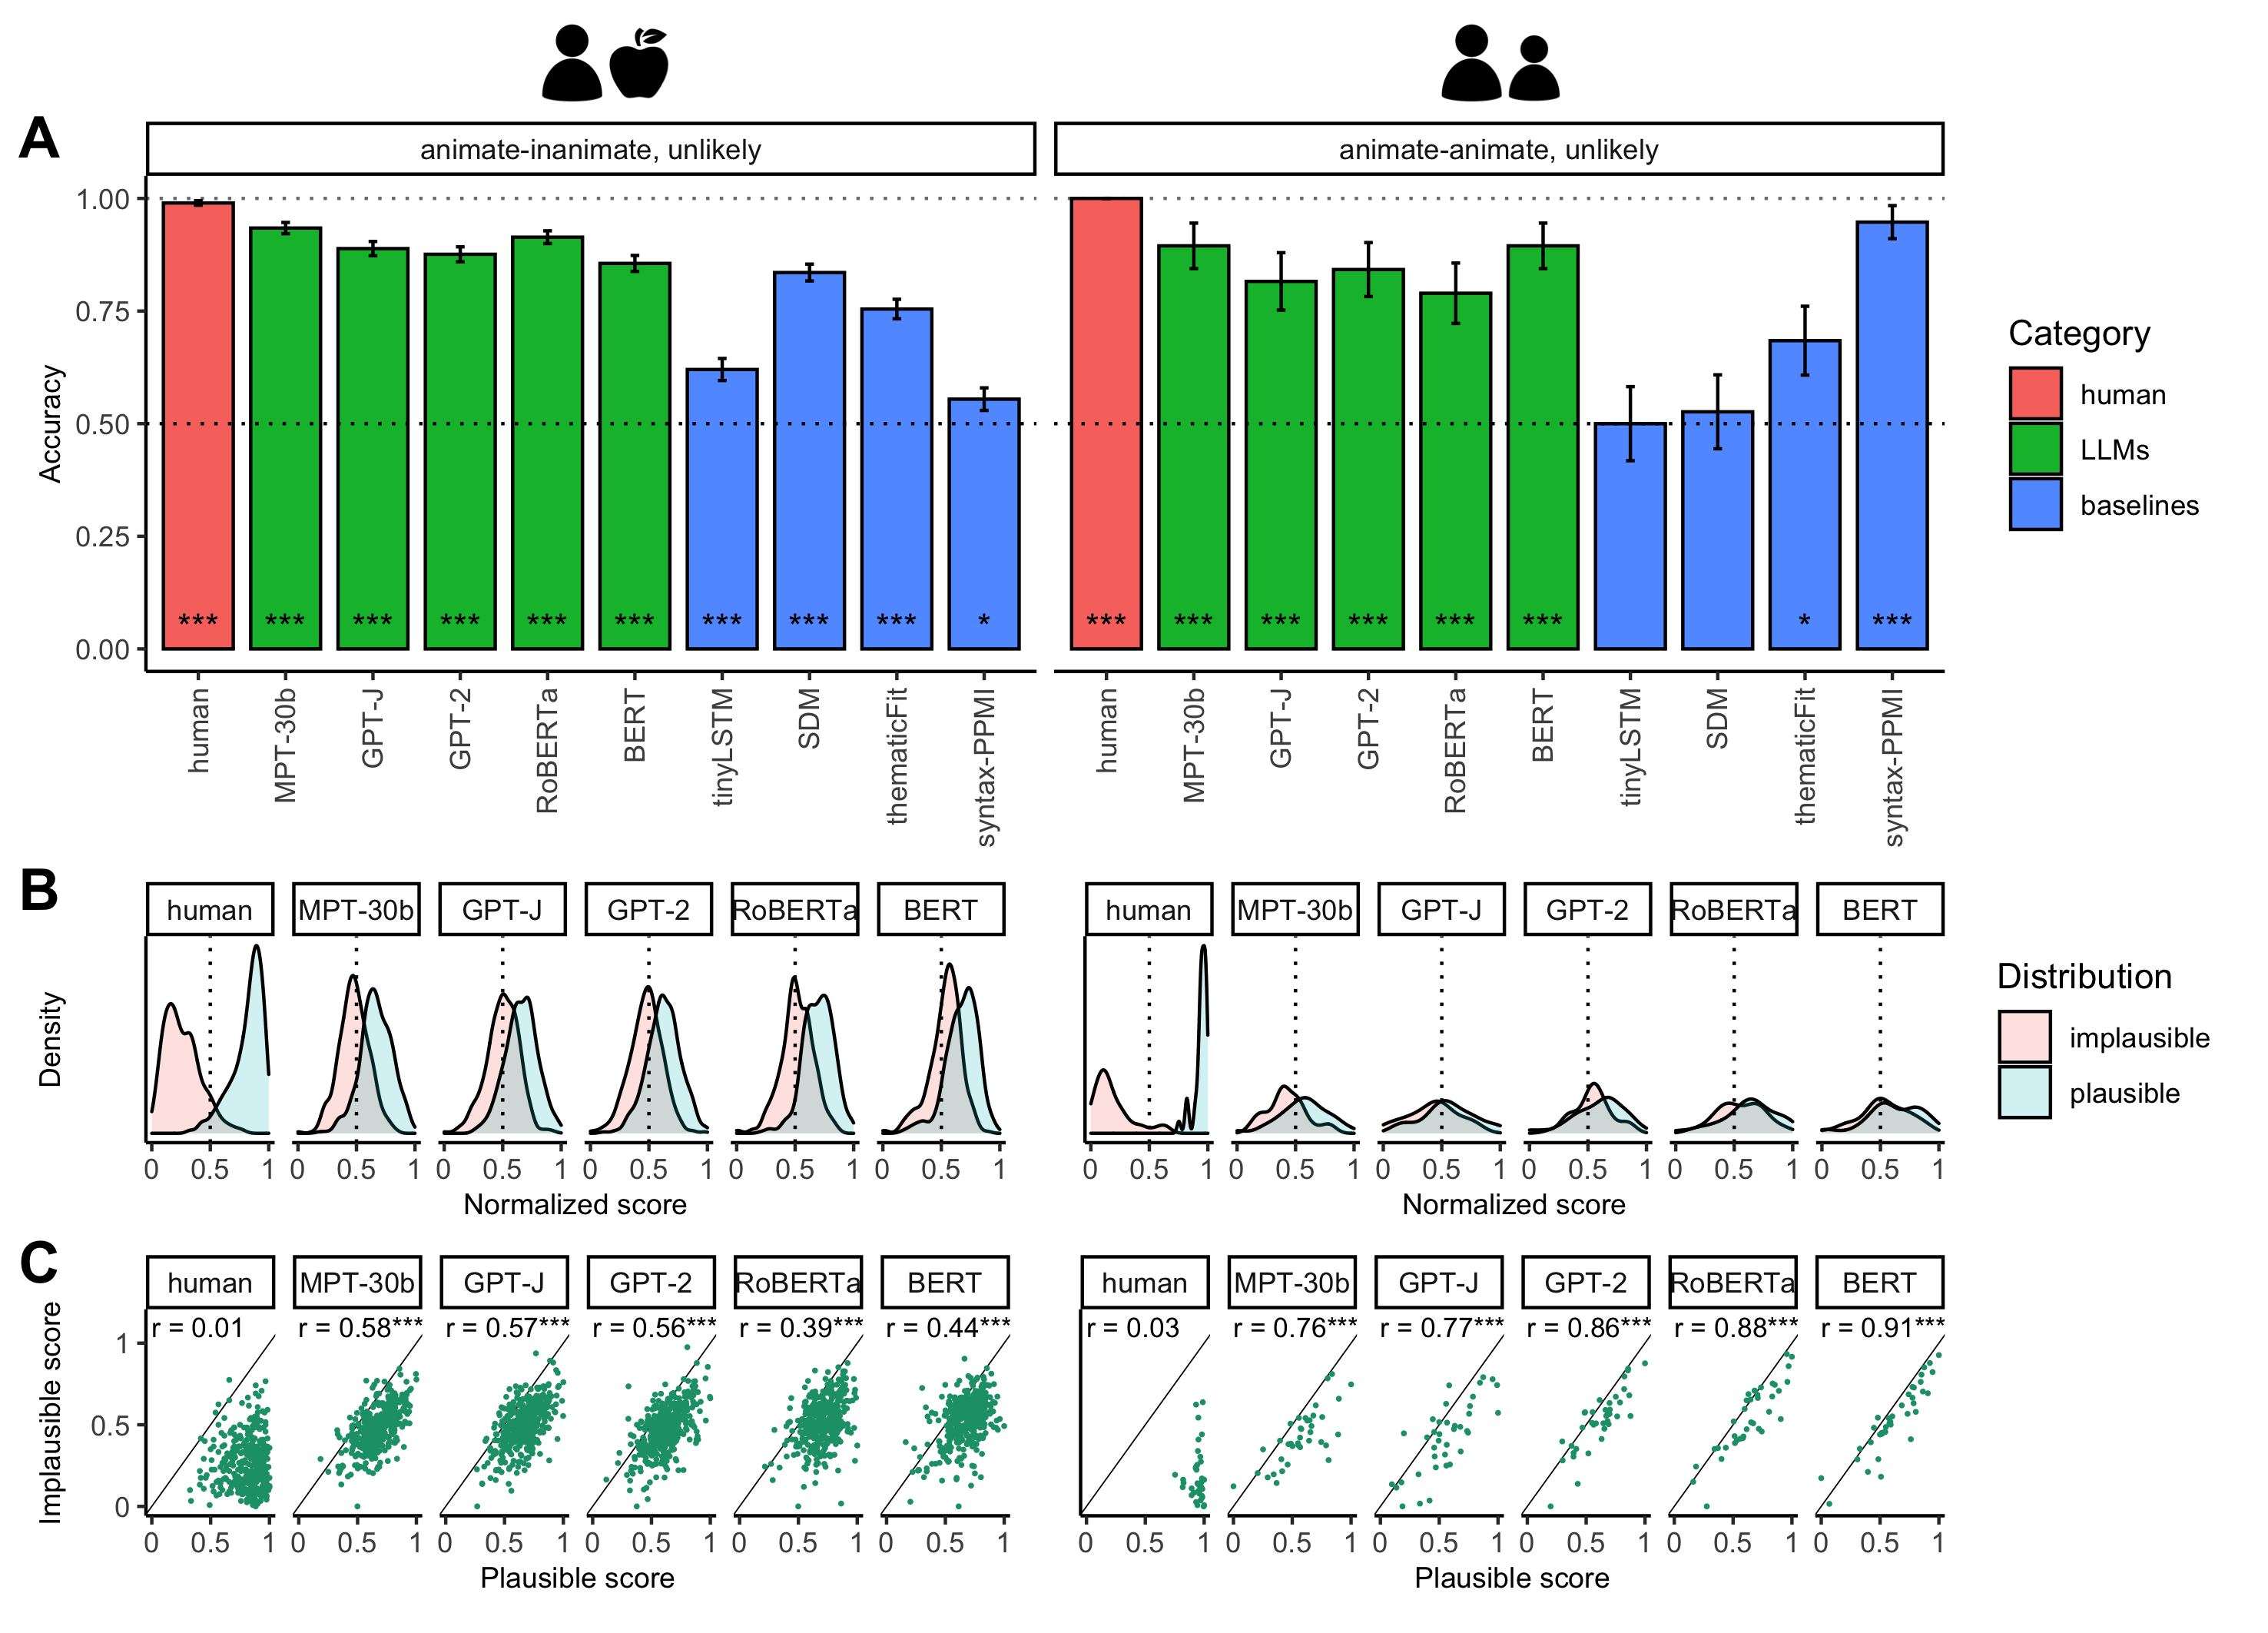 A
animate-inanimate, unlikely
animate-animate, unlikely
1.00
0.75
0.50
0.25
0.00
Accuracy
***
***
***
***
***
***
***
***
***
*
***
***
***
***
***
***
*
***
human
MPT-30b
GPT-J
GPT-2
RoBERTa
BERT
tinyLSTM
SDM
thematicFit
syntax-PPMI
human
MPT-30b
GPT-J
GPT-2
RoBERTa
BERT
tinyLSTM
SDM
thematicFit
syntax-PPMI
Category
human
LLMs
baselines
B
human MPT-30b GPT-J GPT-2 RoBERTa BERT
human MPT-30b GPT-J GPT-2 RoBERTa BERT
Density
0 0.5 1 0 0.5 1 0 0.5 1 0 0.5 1 0 0.5 1 0 0.5 1
0 0.5 1 0 0.5 1 0 0.5 1 0 0.5 1 0 0.5 1 0 0.5 1
Normalized score
Normalized score
Distribution
implausible
plausible
C
human MPT-30b GPT-J GPT-2 RoBERTa BERT
human MPT-30b GPT-J GPT-2 RoBERTa BERT
r = 0.01 r = 0.58*** r = 0.57*** r = 0.56*** r = 0.39*** r = 0.44***
r = 0.03 r = 0.76*** r = 0.77*** r = 0.86*** r = 0.88*** r = 0.91***
Implausible score
1
0.5
0
0 0.5 1 0 0.5 1 0 0.5 1 0 0.5 1 0 0.5 1 0 0.5 1
0 0.5 1 0 0.5 1 0 0.5 1 0 0.5 1 0 0.5 1 0 0.5 1
Plausible score
Plausible score